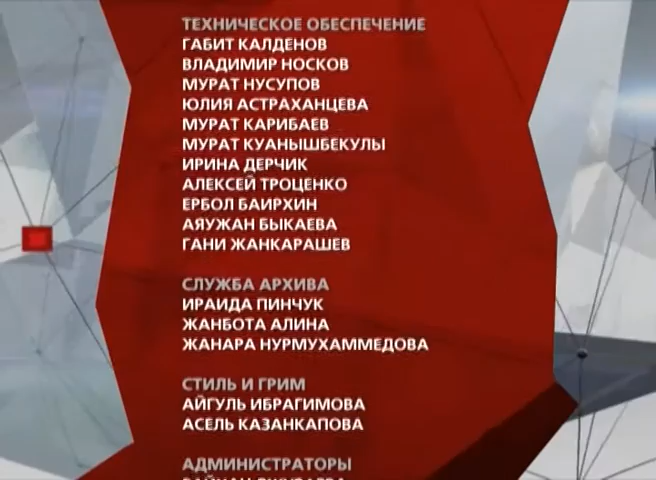 ТЕХНИЧЕСКОЕ ОБЕСПЕЧЕНИЕ
ГАБИТ КАЛДЕНОВ
ВЛАДИМИР НОСКОВ
МУРАТ НУСУПОВ
ЮЛИЯ АСТРАХАНЦЕВА
МУРАТ КАРИБАЕВ
МУРАТ КУАНЫШБЕКУЛЫ
ИРИНА ДЕРЧИК
АЛЕКСЕЙ ТРОЦЕНКО
ЕРБОЛ БАИРХИН
АЯУЖАН БЫКАЕВА
ГАНИ ЖАНКАРАШЕВ
СЛУЖБА АРХИВА
ИРАИДА ПИНЧУК
ЖАНБОТА АЛИНА
ЖАНАРА НУРМУХАММЕДОВА
СТИЛЬ И ГРИМ
АЙГУЛЬ ИБРАГИМОВА
АСЕЛЬ КАЗАНКАПОВА
АДМИНИСТРАТОРЫ